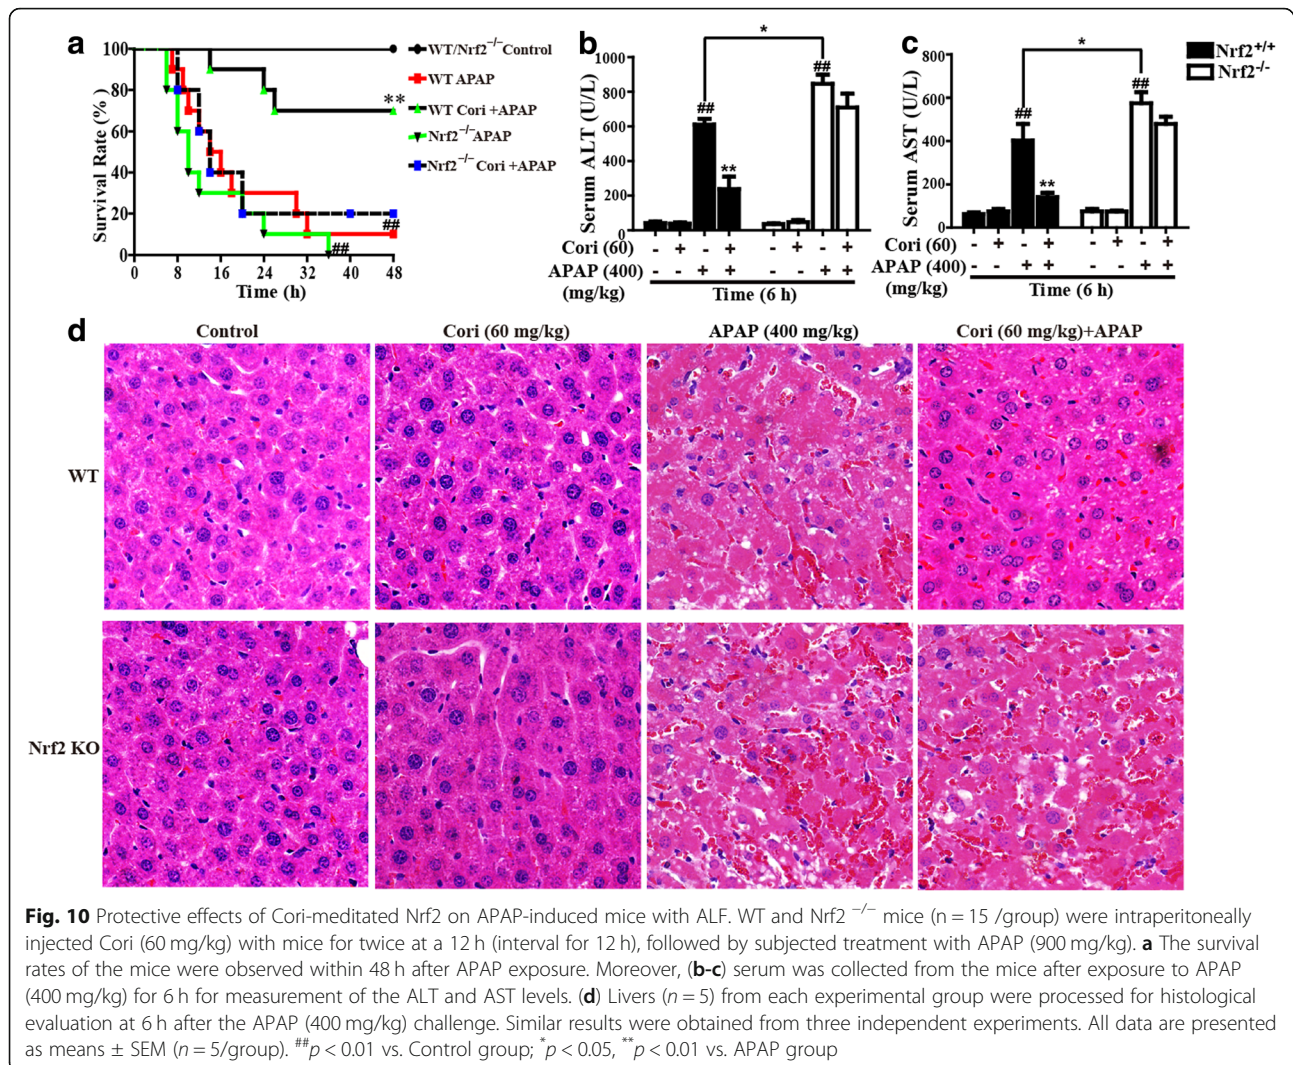 a
Survival Rate (%)
100
80
60
40
20
0
0 8 16 24 32 40 48
Time (h)
**
##
##
WT/Nrf2−/−Control
WT APAP
WT Cori +APAP
Nrf2−/−APAP
Nrf2−/− Cori +APAP
b
Serum ALT (U/L)
1000
800
600
400
200
0
*
##
**
##
Cori (60) - + - + - + - +
APAP (400) - - + + - - + +
(mg/kg)
Time (6 h)
c
Serum AST (U/L)
800
600
400
200
0
*
##
**
##
Nrf2+/+
Nrf2-/-
Cori (60) - + - + - + - +
APAP (400) - - + + - - + +
(mg/kg)
Time (6 h)
d
Control Cori (60 mg/kg) APAP (400 mg/kg) Cori (60 mg/kg)+APAP
WT
Nrf2 KO
Fig. 10 Protective effects of Cori-meditated Nrf2 on APAP-induced mice with ALF. WT and Nrf2 −/− mice (n = 15 /group) were intraperitoneally
injected Cori (60 mg/kg) with mice for twice at a 12 h (interval for 12 h), followed by subjected treatment with APAP (900 mg/kg). a The survival
rates of the mice were observed within 48 h after APAP exposure. Moreover, (b-c) serum was collected from the mice after exposure to APAP
(400 mg/kg) for 6 h for measurement of the ALT and AST levels. (d) Livers (n = 5) from each experimental group were processed for histological
evaluation at 6 h after the APAP (400 mg/kg) challenge. Similar results were obtained from three independent experiments. All data are presented
as means ± SEM (n = 5/group). ##p < 0.01 vs. Control group; *p < 0.05, **p < 0.01 vs. APAP group